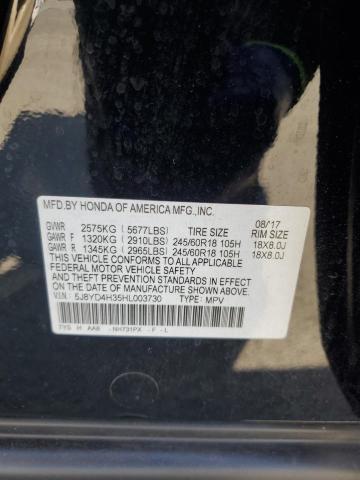 MFD.BY HONDA OF AMERICA MFG.,INC. 08/17
GVWR 2575KG (5677LBS) TIRE SIZE RIM SIZE
GAWR F 1320KG (2910LBS) 245/60R18 105H 18X8.0J
GAWR R 1345KG (2965LBS) 245/60R18 105H 18X8.0J
THIS VEHICLE CONFORMS TO ALL APPLICABLE
FEDERAL MOTOR VEHICLE SAFETY
AND THEFT PREVENTION STANDARDS IN EFFECT
ON THE DATE OF MANUFACTURE SHOWN ABOVE.
V.I.N.: 5J8YD4H35HL003730 TYPE: MPV
TYS H AA8 -NH731PX -F -L